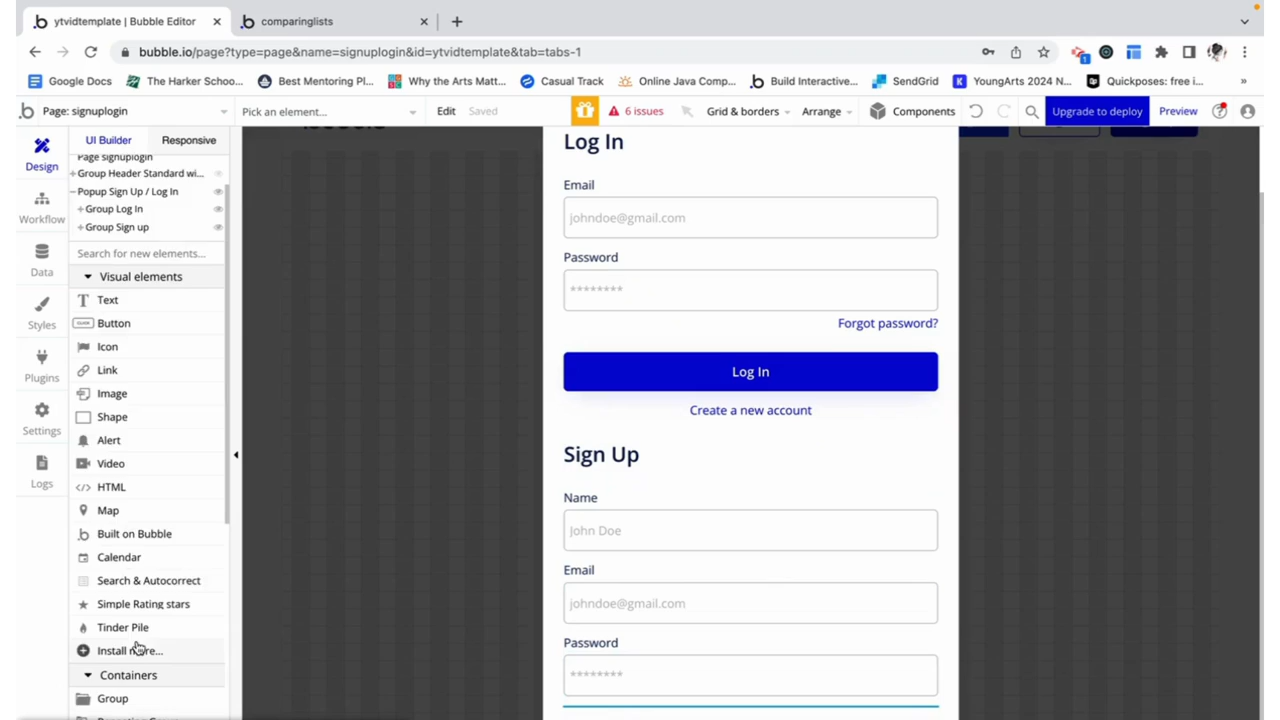 ytvidtemplate | Bubble Editor
comparinglists
bubble.io/page?type=page&name=signuplogin&id=ytvidtemplate&tab=tabs-1
Google Docs
The Harker Schoo...
Best Mentoring Pl...
Why the Arts Matt...
Casual Track
Online Java Comp...
Build Interactive...
SendGrid
YoungArts 2024 N...
Quickposes: free i...
»
Page: signuplogin
Pick an element...
Edit
Saved
6 issues
Grid & borders
Arrange
Components
Upgrade to deploy
Preview
Design
Workflow
Data
Styles
Plugins
Settings
Logs
UI Builder
Responsive
Page signuplogin
Group Header Standard wi...
Popup Sign Up / Log In
Group Log In
Group Sign up
Search for new elements...
Visual elements
Text
Button
Icon
Link
Image
Shape
Alert
Video
HTML
Map
Built on Bubble
Calendar
Search & Autocorrect
Simple Rating stars
Tinder Pile
Install more...
Containers
Group
Log In
Email
johndoe@gmail.com
Password
********
Forgot password?
Log In
Create a new account
Sign Up
Name
John Doe
Email
johndoe@gmail.com
Password
********